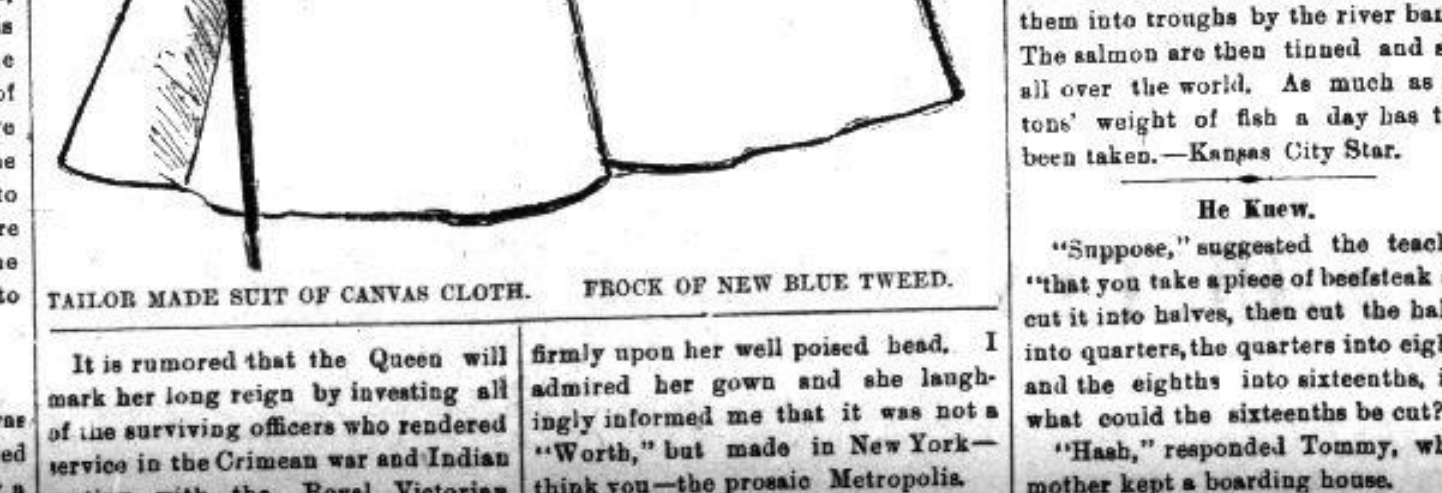 TAILOR MADE SUIT OF CANVAS CLOTH.
FROCK OF NEW BLUE TWEED.
It is rumored that the Queen will
mark her long reign by investing all
of the surviving officers who rendered
service in the Crimean war and Indian
with the Royal Victorian
firmly upon her well poised head. I
admired her gown and she laugh-
ingly informed me that it was not a
"Worth," but made in New York—
think you—the prosaic Metropolis.
them into troughs by the river
The salmon are then tinned and
all over the world. As much as
tons' weight of fish a day has
been taken.—Kansas City Star.
He Knew.
"Suppose," suggested the
"that you take a piece of beefsteak
cut it into halves, then cut the
into quarters, the quarters into
and the eighths into sixteenths,
what could the sixteenths be cut?
"Hash," responded Tommy,
mother kept a boarding house.